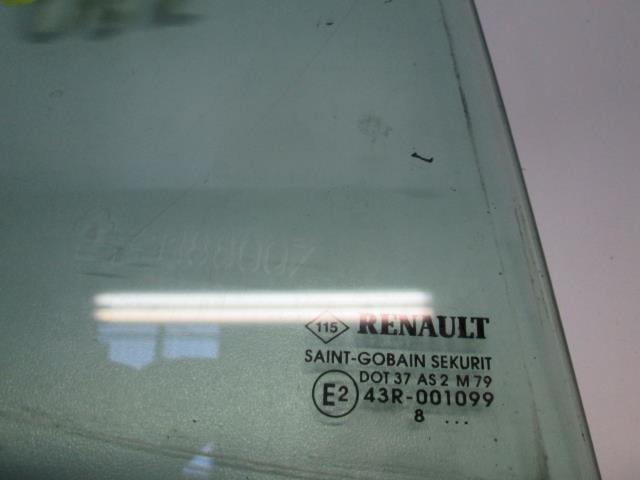 115 RENAULT
SAINT-GOBAIN SEKURIT
DOT 37 AS 2 M 79
E2 43R-001099
8 ...